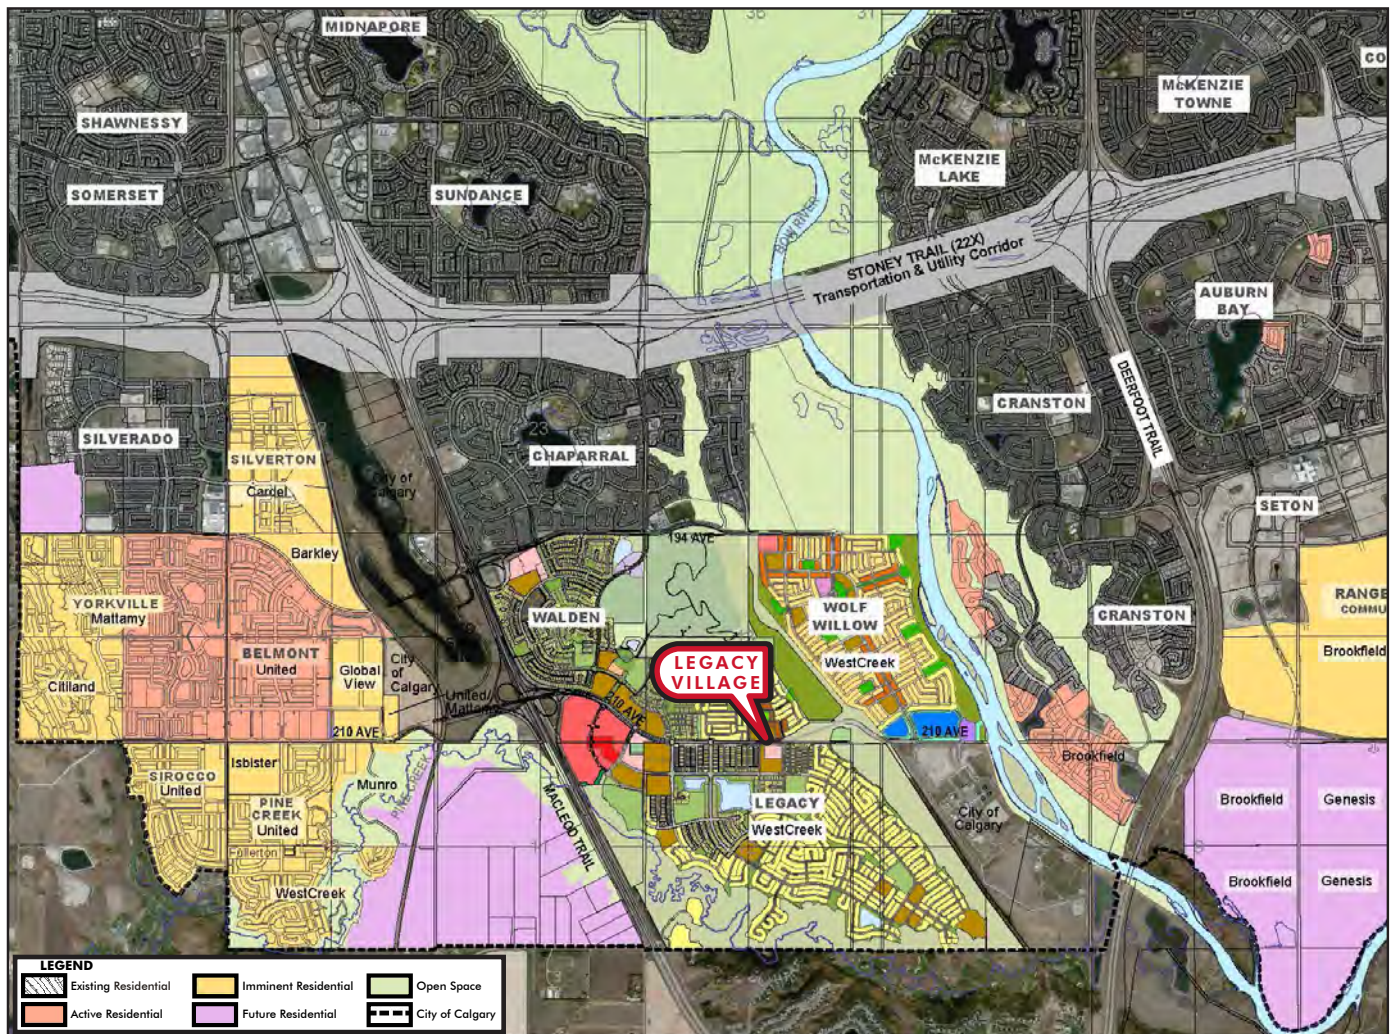 MIDNAPORE
CO
McKENZIE
TOWNE
SHAWNESSY
McKENZIE
LAKE
SOMERSET
SUNDANCE
BOW RIVER
STONEY TRAIL (22X)
Transportation & Utility Corridor
AUBURN
BAY
DEERFOOT TRAIL
CRANSTON
SILVERADO
23
CHAPARRAL
SILVERTON
Cardel
City of
Calgary
SETON
194 AVE
Barkley
YORKVILLE
Mattamy
WALDEN
WOLF
WILLOW
CRANSTON
RANGE
COMMU
BELMONT
United
Global
View
City
of
Calgary
LEGACY
VILLAGE
WestCreek
Brookfield
Citiland
United/
Mattamy
210 AVE
210 AVE
210 AVE
Isbister
SIROCCO
United
Munro
PINE CREEK
MACLEOD TRAIL
Brookfield
PINE
CREEK
United
LEGACY
WestCreek
City of
Calgary
Brookfield
Genesis
Fullerton
WestCreek
Brookfield
Genesis
LEGEND
Existing Residential
Imminent Residential
Open Space
Active Residential
Future Residential
City of Calgary